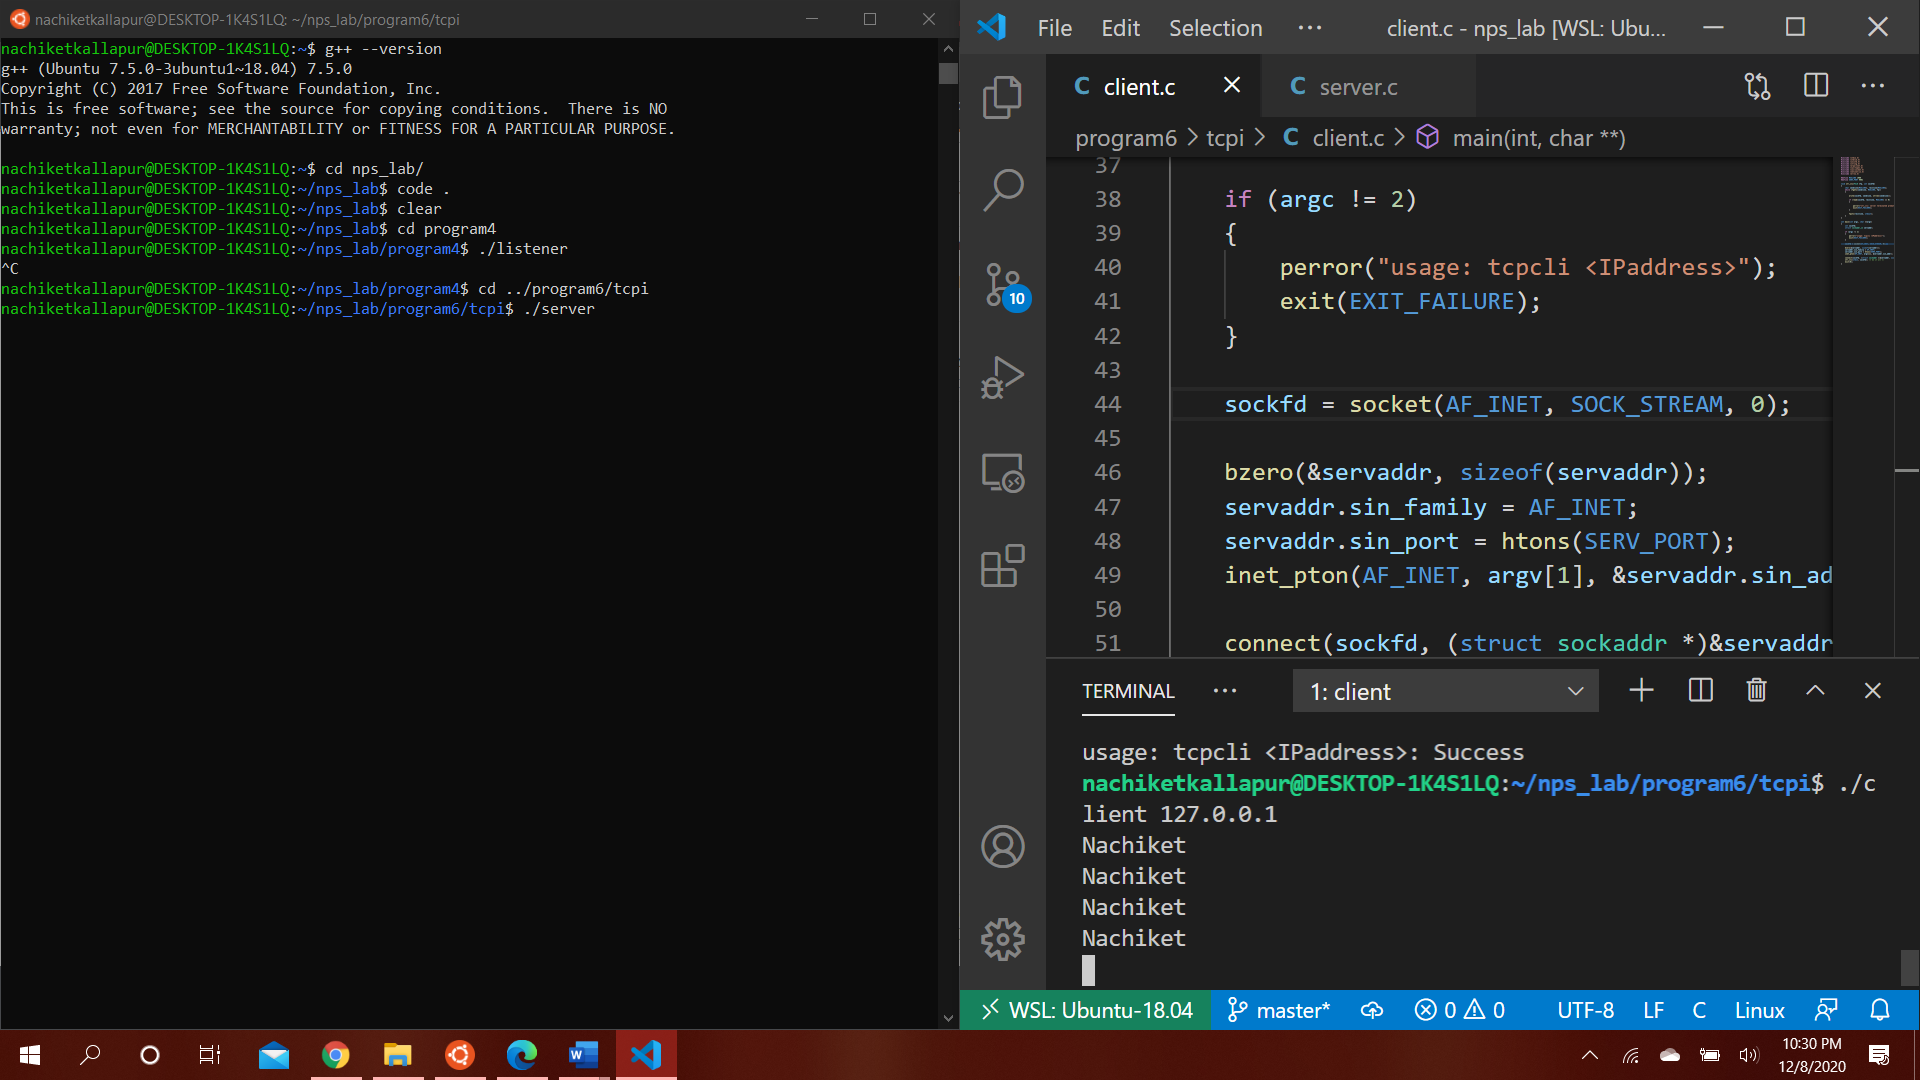 nachiketkallapur@DESKTOP-1K4S1LQ: ~/nps_lab/program6/tcpi
nachiketkallapur@DESKTOP-1K4S1LQ:~$ g++ --version
g++ (Ubuntu 7.5.0-3ubuntu1~18.04) 7.5.0
Copyright (C) 2017 Free Software Foundation, Inc.
This is free software; see the source for copying conditions.  There is NO
warranty; not even for MERCHANTABILITY or FITNESS FOR A PARTICULAR PURPOSE.
nachiketkallapur@DESKTOP-1K4S1LQ:~$ cd nps_lab/
nachiketkallapur@DESKTOP-1K4S1LQ:~/nps_lab$ code .
nachiketkallapur@DESKTOP-1K4S1LQ:~/nps_lab$ clear
nachiketkallapur@DESKTOP-1K4S1LQ:~/nps_lab$ cd program4
nachiketkallapur@DESKTOP-1K4S1LQ:~/nps_lab/program4$ ./listener
^C
nachiketkallapur@DESKTOP-1K4S1LQ:~/nps_lab/program4$ cd ../program6/tcpi
nachiketkallapur@DESKTOP-1K4S1LQ:~/nps_lab/program6/tcpi$ ./server
File Edit Selection ··· client.c - nps_lab [WSL: Ubu...
C client.c C server.c
program6 > tcpi > C client.c > main(int, char **)
10
37
38 if (argc != 2)
39 {
40 perror("usage: tcpcli <IPaddress>");
41 exit(EXIT_FAILURE);
42 }
43
44 sockfd = socket(AF_INET, SOCK_STREAM, 0);
45
46 bzero(&servaddr, sizeof(servaddr));
47 servaddr.sin_family = AF_INET;
48 servaddr.sin_port = htons(SERV_PORT);
49 inet_pton(AF_INET, argv[1], &servaddr.sin_ad
50
51 connect(sockfd, (struct sockaddr *)&servaddr
TERMINAL ··· 1: client
usage: tcpcli <IPaddress>: Success
nachiketkallapur@DESKTOP-1K4S1LQ:~/nps_lab/program6/tcpi$ ./c
lient 127.0.0.1
Nachiket
Nachiket
Nachiket
Nachiket
WSL: Ubuntu-18.04 master* 0 0 UTF-8 LF C Linux
10:30 PM
12/8/2020